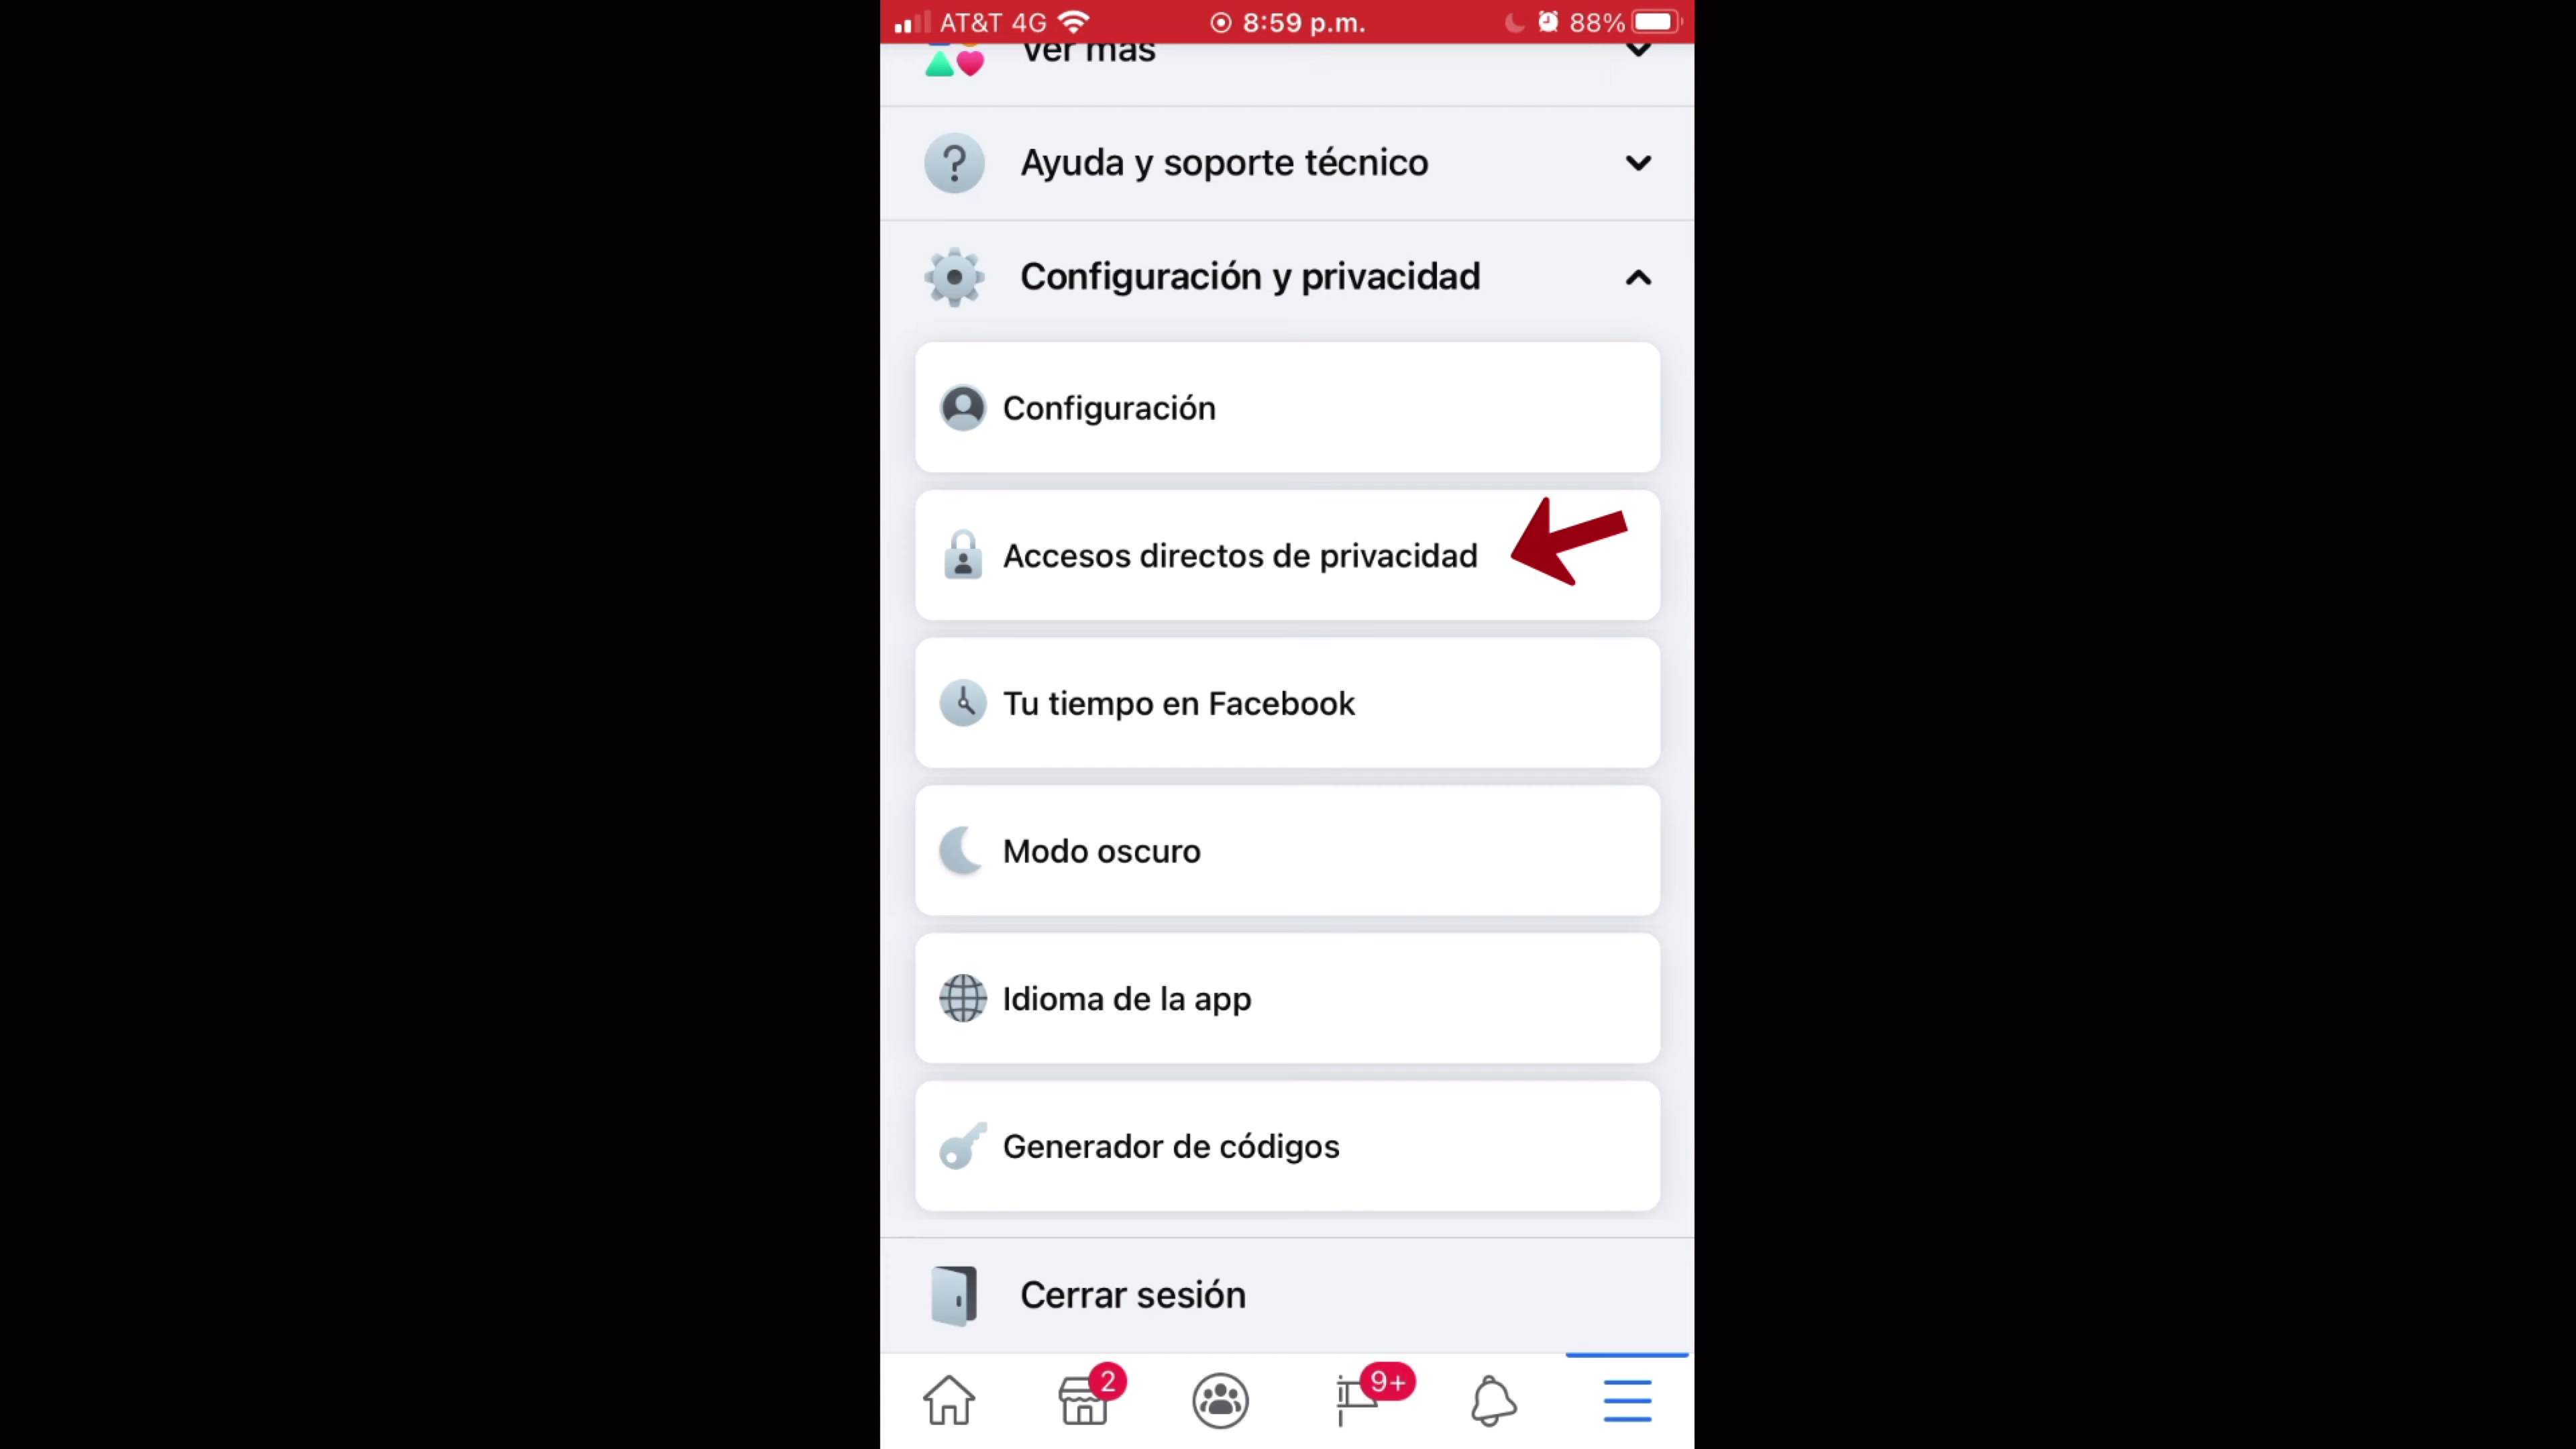 AT&T 4G
8:59 p.m.
88%
Ver más
Ayuda y soporte técnico
Configuración y privacidad
Configuración
Accesos directos de privacidad
Tu tiempo en Facebook
Modo oscuro
Idioma de la app
Generador de códigos
Cerrar sesión
2
9+